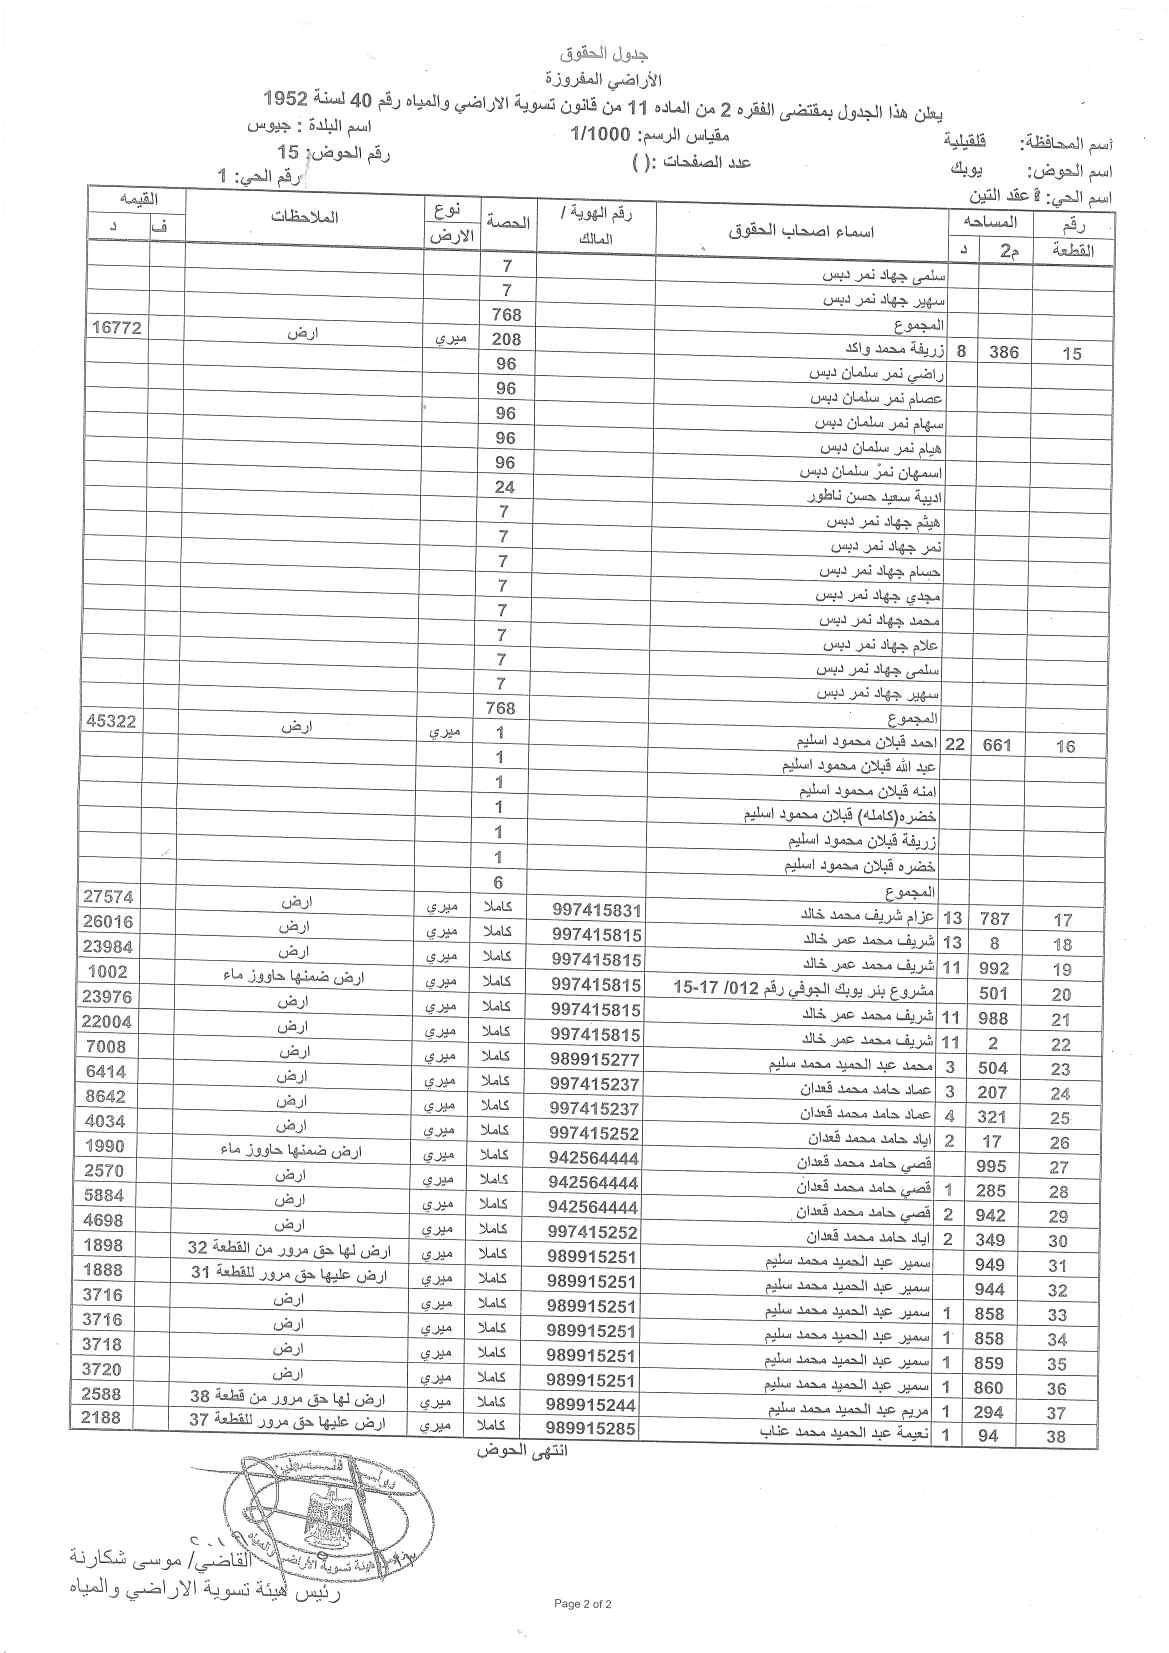 جدول الحقوق
الأراضي المفروزة
يعلن هذا الجدول بمقتضى الفقره 2 من الماده 11 من قانون تسوية الاراضي والمياه رقم 40 لسنة 1952
أسم المحافظة: قلقيلية مقياس الرسم: 1/1000 اسم البلدة : جيوس
اسم الحوض: يوبك عدد الصفحات :( ) رقم الحوض: 15
اسم الحي: عقد التين رقم الحي: 1
رقم القطعة المساحه م2 د اسماء اصحاب الحقوق رقم الهوية / المالك الحصة نوع الارض الملاحظات القيمه ف د
سلمى جهاد نمر دبس 7
سهير جهاد نمر دبس 7
المجموع 768
15 386 8 زريفة محمد واكد 208 ميري ارض 16772
راضي نمر سلمان دبس 96
عصام نمر سلمان دبس 96
سهام نمر سلمان دبس 96
هيام نمر سلمان دبس 96
اسمهان نمر سلمان دبس 96
اديبة سعيد حسن ناطور 24
هيثم جهاد نمر دبس 7
نمر جهاد نمر دبس 7
حسام جهاد نمر دبس 7
مجدي جهاد نمر دبس 7
محمد جهاد نمر دبس 7
علام جهاد نمر دبس 7
سلمى جهاد نمر دبس 7
سهير جهاد نمر دبس 7
المجموع 768
16 661 22 احمد قبلان محمود اسليم 1 ميري ارض 45322
عبد الله قبلان محمود اسليم 1
امنه قبلان محمود اسليم 1
خضره(كامله) قبلان محمود اسليم 1
زريفة قبلان محمود اسليم 1
خضره قبلان محمود اسليم 1
المجموع 6
17 787 13 عزام شريف محمد خالد 997415831 كاملا ميري ارض 27574
18 8 13 شريف محمد عمر خالد 997415815 كاملا ميري ارض 26016
19 992 11 شريف محمد عمر خالد 997415815 كاملا ميري ارض 23984
20 501 مشروع بئر يوبك الجوفي رقم 012/ 17-15 997415815 كاملا ميري ارض ضمنها حاووز ماء 1002
21 988 11 شريف محمد عمر خالد 997415815 كاملا ميري ارض 23976
22 2 11 شريف محمد عمر خالد 997415815 كاملا ميري ارض 22004
23 504 3 محمد عبد الحميد محمد سليم 989915277 كاملا ميري ارض 7008
24 207 3 عماد حامد محمد قعدان 997415237 كاملا ميري ارض 6414
25 321 4 عماد حامد محمد قعدان 997415237 كاملا ميري ارض 8642
26 17 2 اياد حامد محمد قعدان 997415252 كاملا ميري ارض 4034
27 995 قصي حامد محمد قعدان 942564444 كاملا ميري ارض ضمنها حاووز ماء 1990
28 285 1 قصي حامد محمد قعدان 942564444 كاملا ميري ارض 2570
29 942 2 قصي حامد محمد قعدان 942564444 كاملا ميري ارض 5884
30 349 2 اياد حامد محمد قعدان 997415252 كاملا ميري ارض 4698
31 949 سمير عبد الحميد محمد سليم 989915251 كاملا ميري ارض لها حق مرور من القطعة 32 1898
32 944 سمير عبد الحميد محمد سليم 989915251 كاملا ميري ارض عليها حق مرور للقطعة 31 1888
33 858 1 سمير عبد الحميد محمد سليم 989915251 كاملا ميري ارض 3716
34 858 1 سمير عبد الحميد محمد سليم 989915251 كاملا ميري ارض 3716
35 859 1 سمير عبد الحميد محمد سليم 989915251 كاملا ميري ارض 3718
36 860 1 سمير عبد الحميد محمد سليم 989915251 كاملا ميري ارض 3720
37 294 1 مريم عبد الحميد محمد سليم 989915244 كاملا ميري ارض لها حق مرور من قطعة 38 2588
38 94 1 نعيمة عبد الحميد محمد عناب 989915285 كاملا ميري ارض عليها حق مرور للقطعة 37 2188
انتهى الحوض
القاضي/ موسى شكارنة
رئيس هيئة تسوية الاراضي والمياه
Page 2 of 2